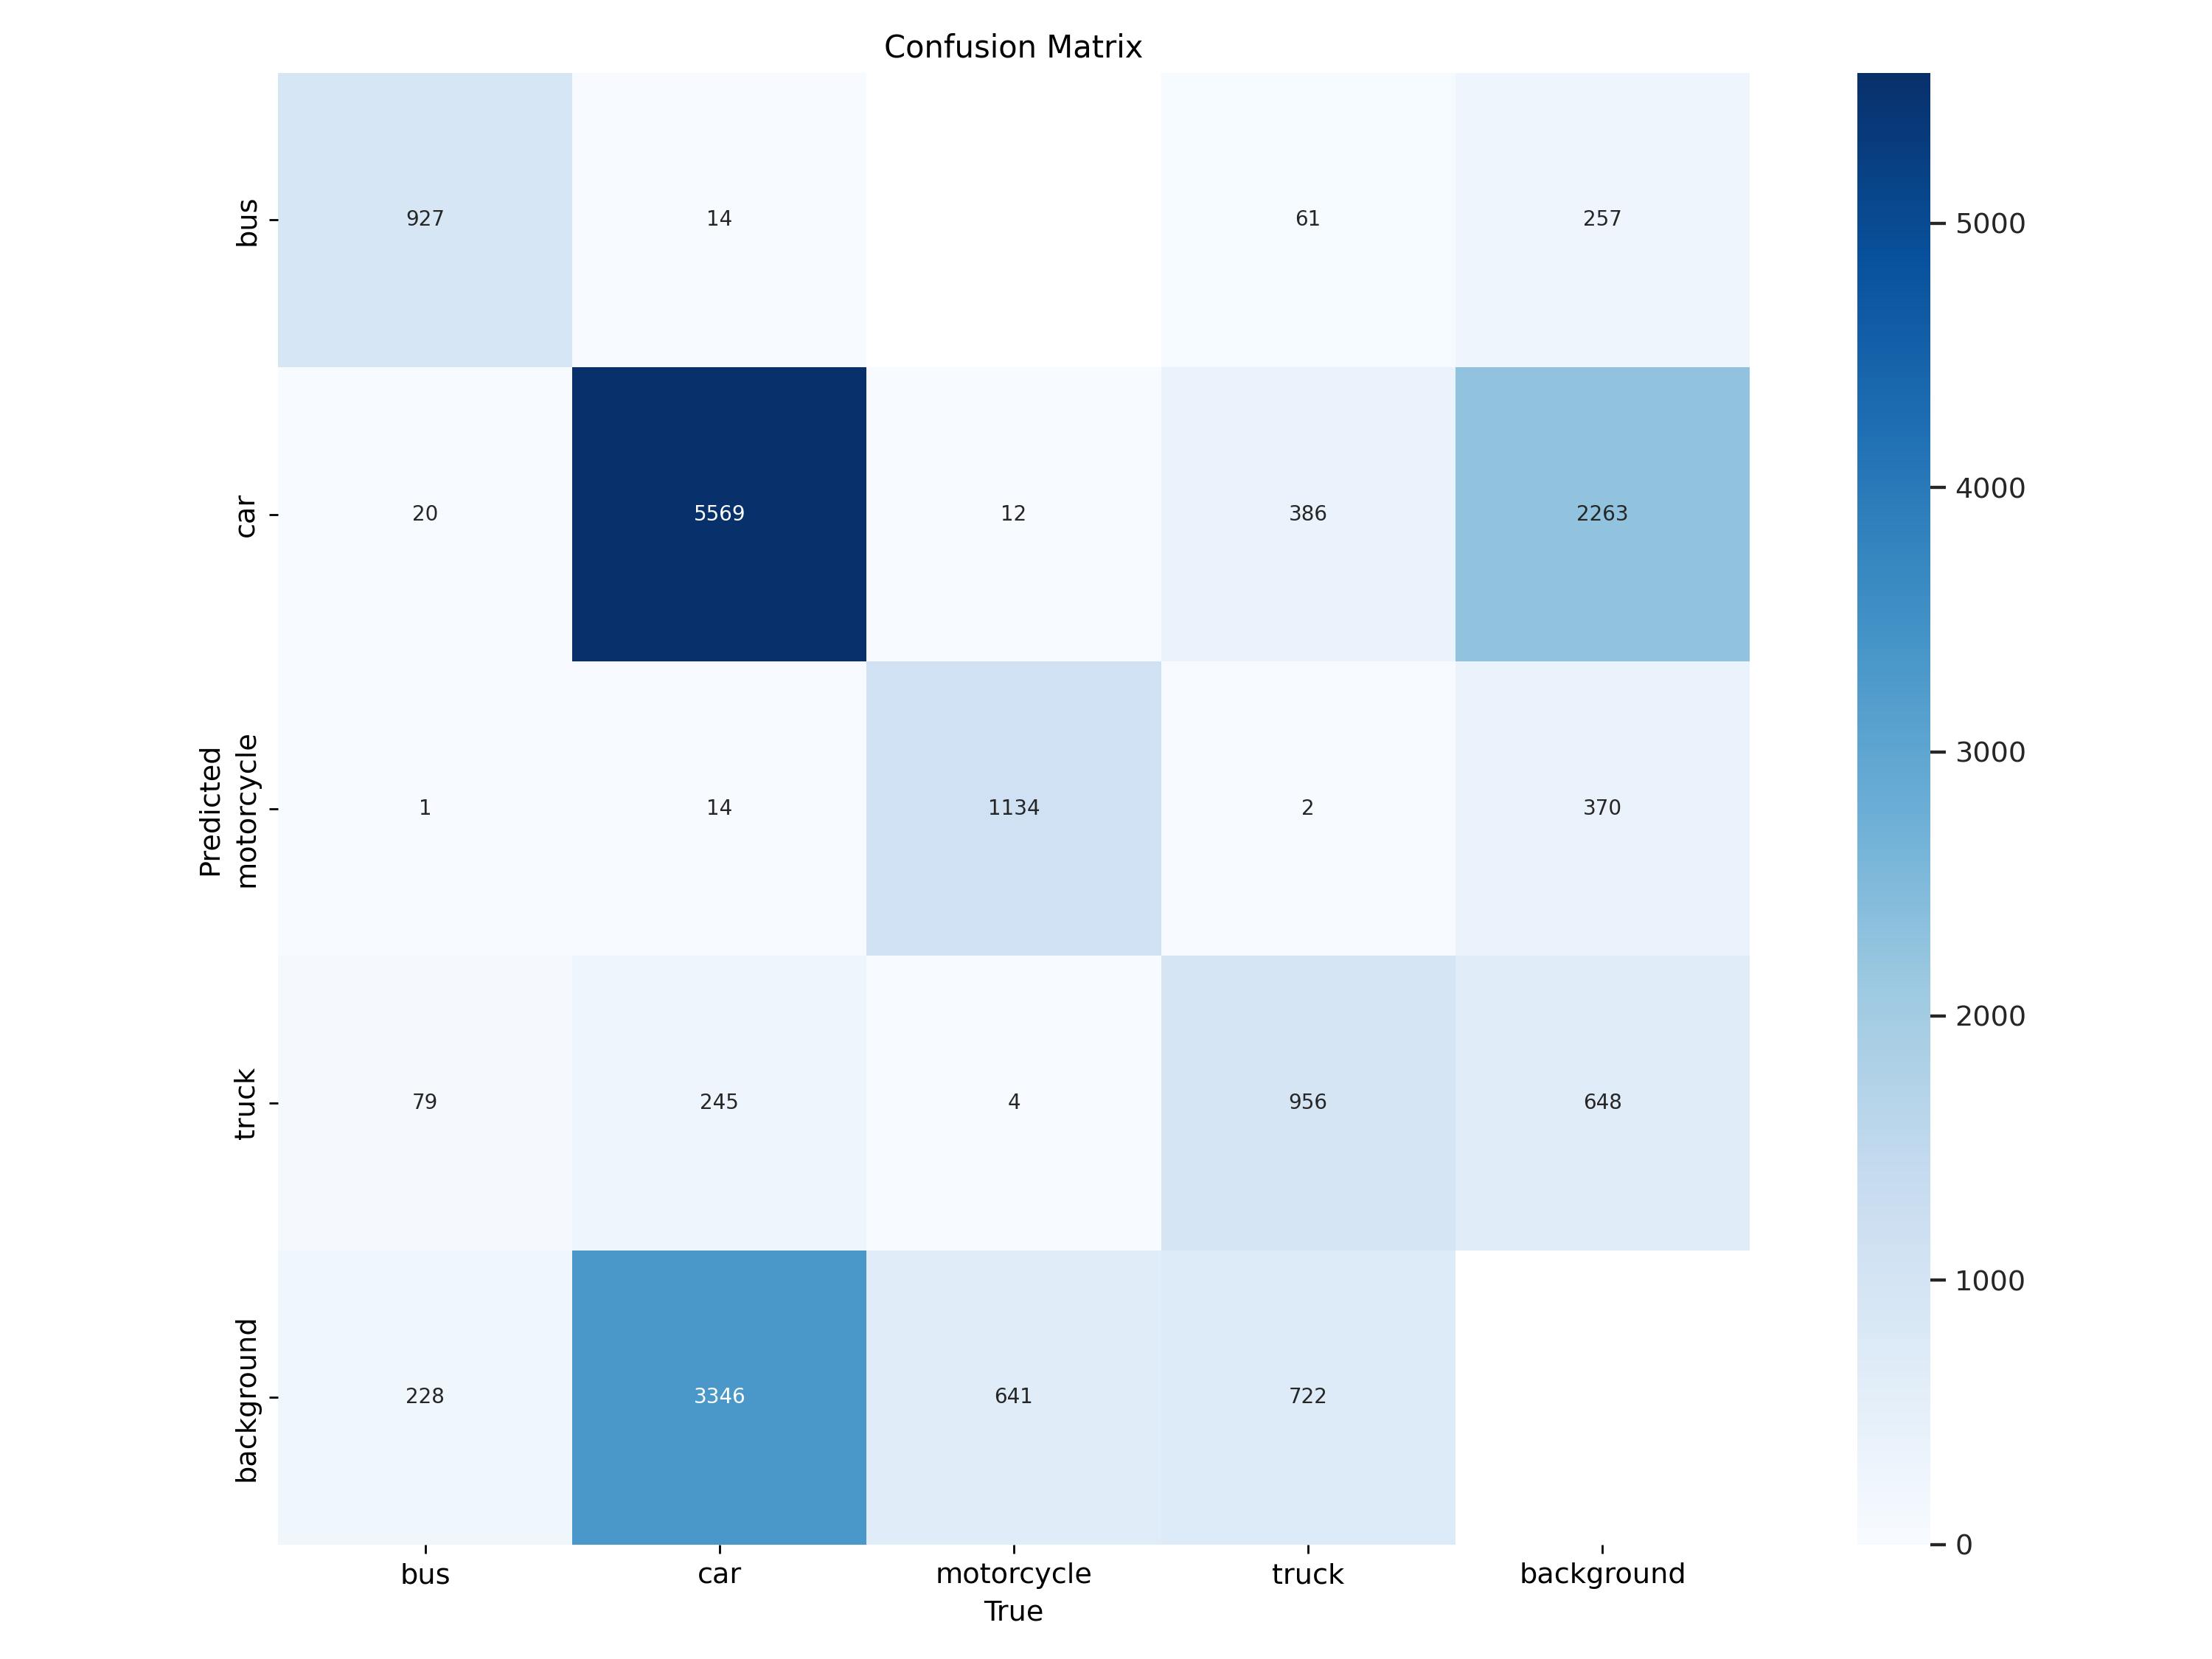 Confusion Matrix
bus
927
14
61
257
car
20
5569
12
386
2263
Predicted
motorcycle
1
14
1134
2
370
truck
79
245
4
956
648
background
228
3346
641
722
bus
car
motorcycle
truck
background
True
5000
4000
3000
2000
1000
0